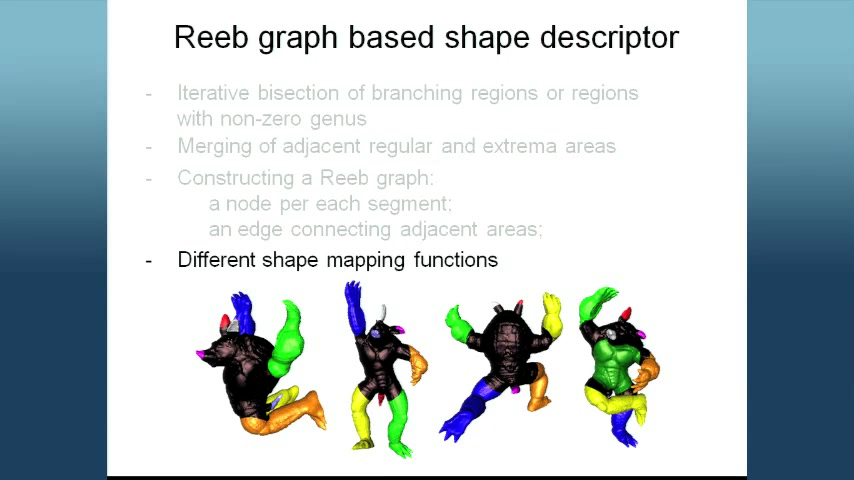 Reeb graph based shape descriptor
- Iterative bisection of branching regions or regions
with non-zero genus
- Merging of adjacent regular and extrema areas
- Constructing a Reeb graph:
a node per each segment;
an edge connecting adjacent areas;
- Different shape mapping functions